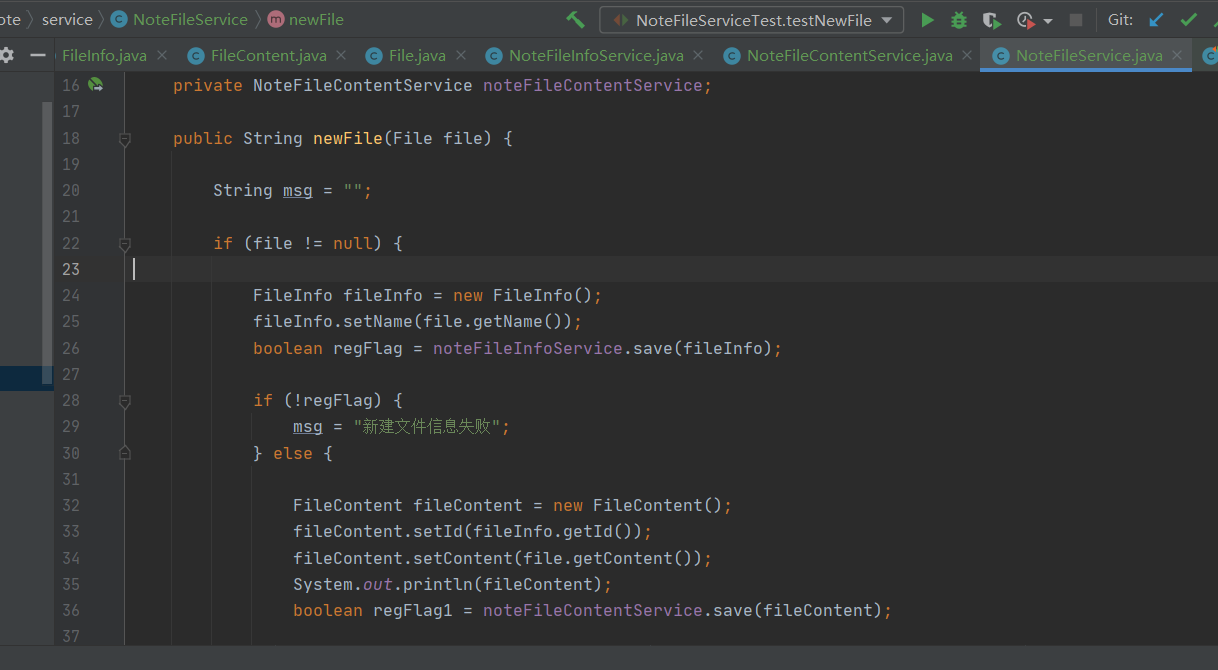 ote service NoteFileService newFile NoteFileServiceTest.testNewFile Git:
FileInfo.java FileContent.java File.java NoteFileInfoService.java NoteFileContentService.java NoteFileService.java
16 private NoteFileContentService noteFileContentService;
17
18 public String newFile(File file) {
19
20 String msg = "";
21
22 if (file != null) {
23
24 FileInfo fileInfo = new FileInfo();
25 fileInfo.setName(file.getName());
26 boolean regFlag = noteFileInfoService.save(fileInfo);
27
28 if (!regFlag) {
29 msg = "新建文件信息失败";
30 } else {
31
32 FileContent fileContent = new FileContent();
33 fileContent.setId(fileInfo.getId());
34 fileContent.setContent(file.getContent());
35 System.out.println(fileContent);
36 boolean regFlag1 = noteFileContentService.save(fileContent);
37